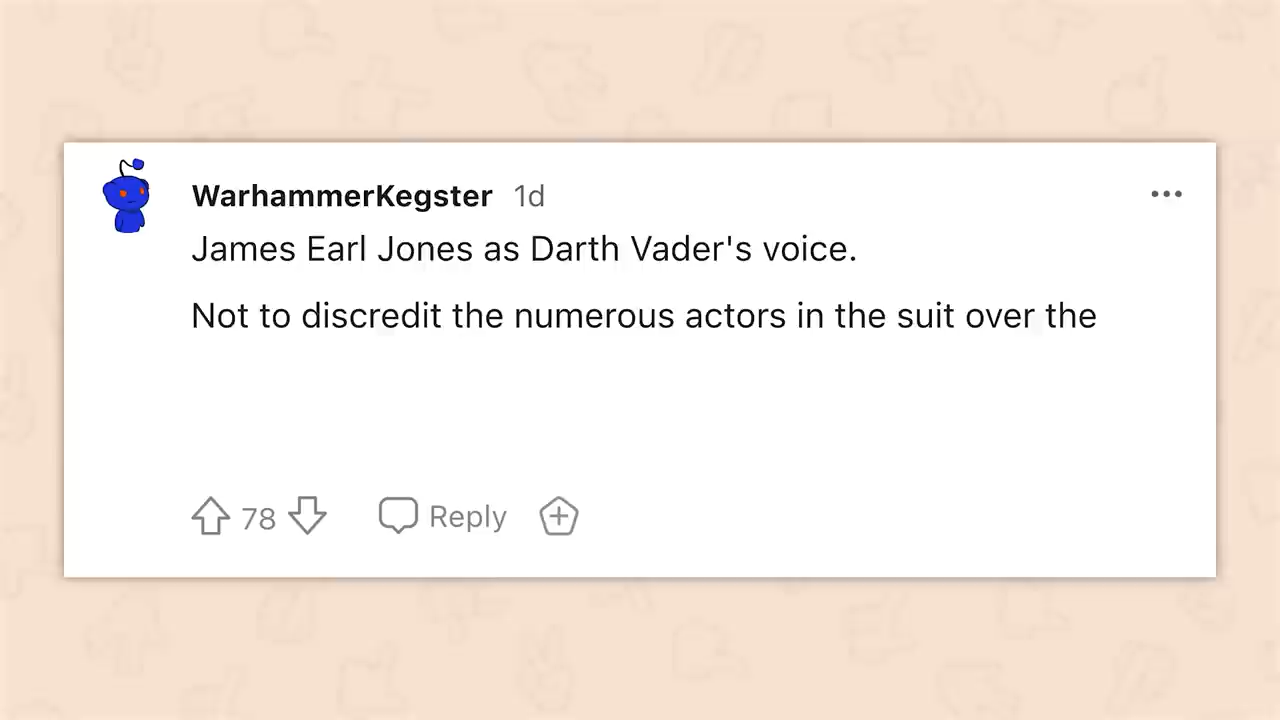 WarhammerKegster 1d
James Earl Jones as Darth Vader's voice.
Not to discredit the numerous actors in the suit over the
78 Reply